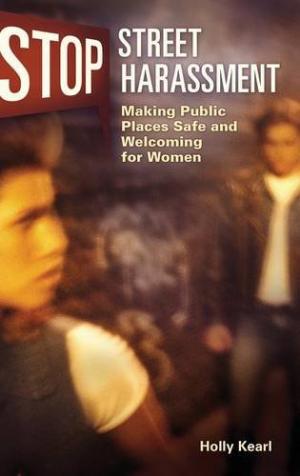 STOP STREET
HARASSMENT
Making Public
Places Safe and
Welcoming
for Women
Holly Kearl